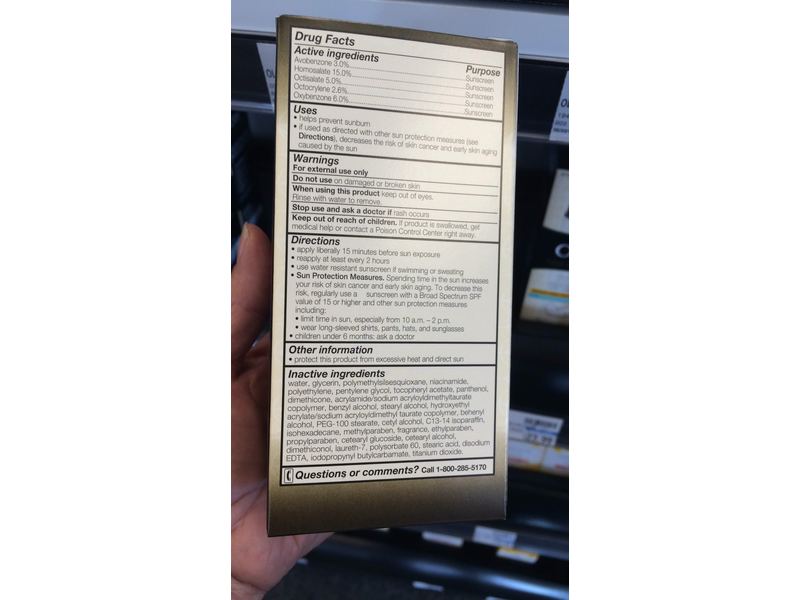 Drug Facts
Active ingredients Purpose
Avobenzone 3.0%..........Sunscreen
Homosalate 15.0%..........Sunscreen
Octisalate 5.0%..........Sunscreen
Octocrylene 2.6%..........Sunscreen
Oxybenzone 6.0%..........Sunscreen
Uses
• helps prevent sunburn
• if used as directed with other sun protection measures (see
Directions), decreases the risk of skin cancer and early skin aging
caused by the sun
Warnings
For external use only
Do not use on damaged or broken skin
When using this product keep out of eyes.
Rinse with water to remove.
Stop use and ask a doctor if rash occurs
Keep out of reach of children. If product is swallowed, get
medical help or contact a Poison Control Center right away.
Directions
• apply liberally 15 minutes before sun exposure
• reapply at least every 2 hours
• use water resistant sunscreen if swimming or sweating
• Sun Protection Measures. Spending time in the sun increases
your risk of skin cancer and early skin aging. To decrease this
risk, regularly use a sunscreen with a Broad Spectrum SPF
value of 15 or higher and other sun protection measures
including:
• limit time in sun, especially from 10 a.m. – 2 p.m.
• wear long-sleeved shirts, pants, hats, and sunglasses
• children under 6 months: ask a doctor
Other information
• protect this product from excessive heat and direct sun
Inactive ingredients
water, glycerin, polymethylsilsesquioxane, niacinamide,
polyethylene, pentylene glycol, tocopheryl acetate, panthenol,
dimethicone, acrylamide/sodium acryloyldimethyltaurate
copolymer, benzyl alcohol, stearyl alcohol, hydroxyethyl
acrylate/sodium acryloyldimethyl taurate copolymer, behenyl
alcohol, PEG-100 stearate, cetyl alcohol, C13-14 isoparaffin,
isohexadecane, methylparaben, fragrance, ethylparaben,
propylparaben, cetearyl glucoside, cetearyl alcohol,
dimethiconol, laureth-7, polysorbate 60, stearic acid, disodium
EDTA, iodopropynyl butylcarbamate, titanium dioxide.
Questions or comments? Call 1-800-285-5170